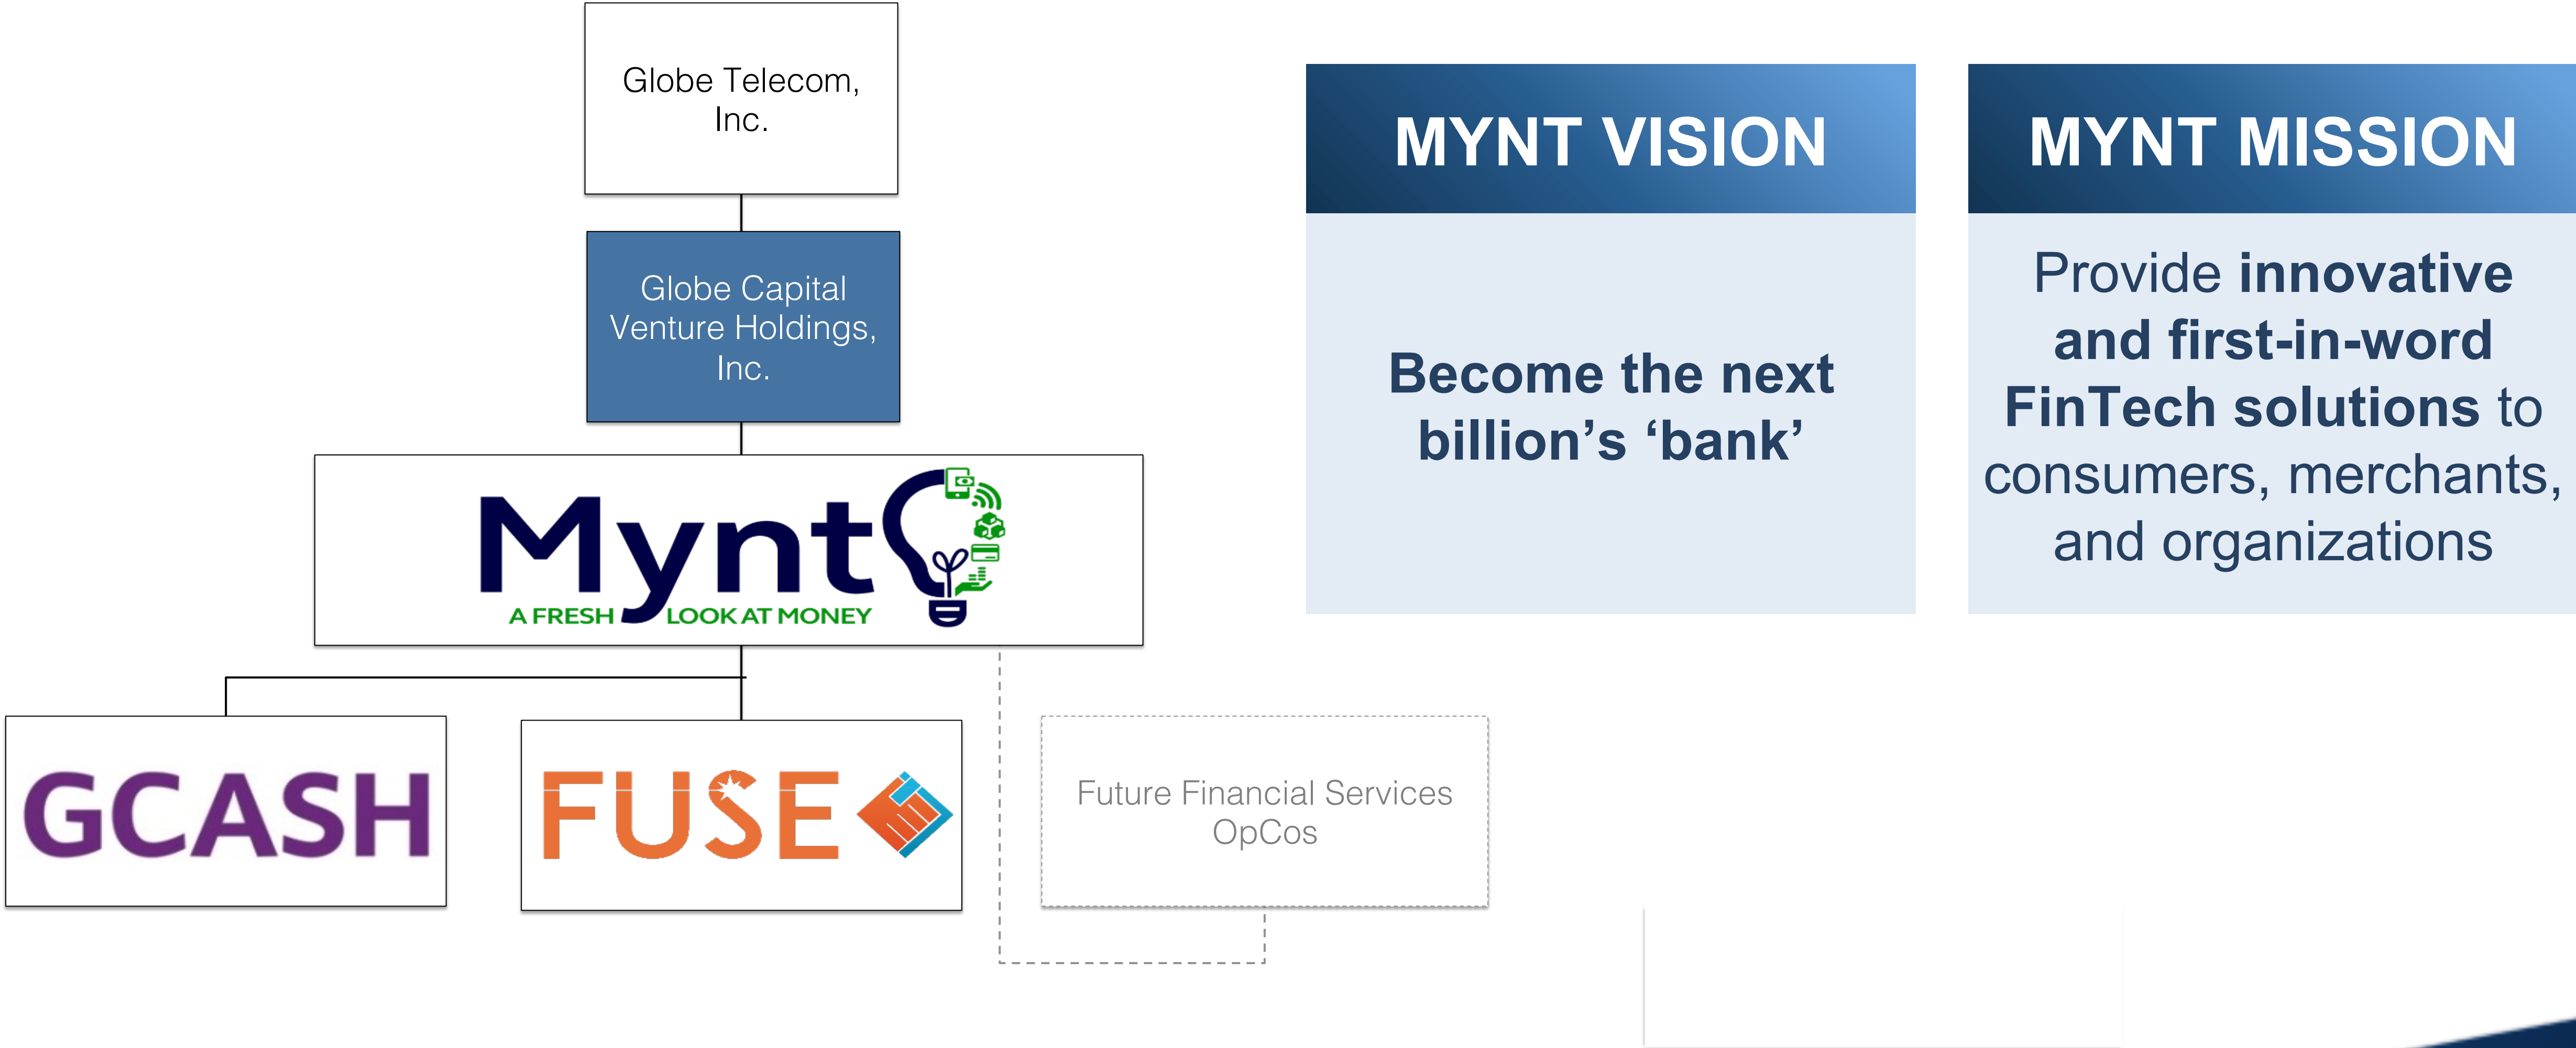 Globe Telecom,
Inc.
Globe Capital
Venture Holdings,
Inc.
Mynt
A FRESH LOOK AT MONEY
GCASH
FUSE
Future Financial Services
OpCos
MYNT VISION
Become the next
billion’s ‘bank’
MYNT MISSION
Provide innovative
and first-in-word
FinTech solutions to
consumers, merchants,
and organizations